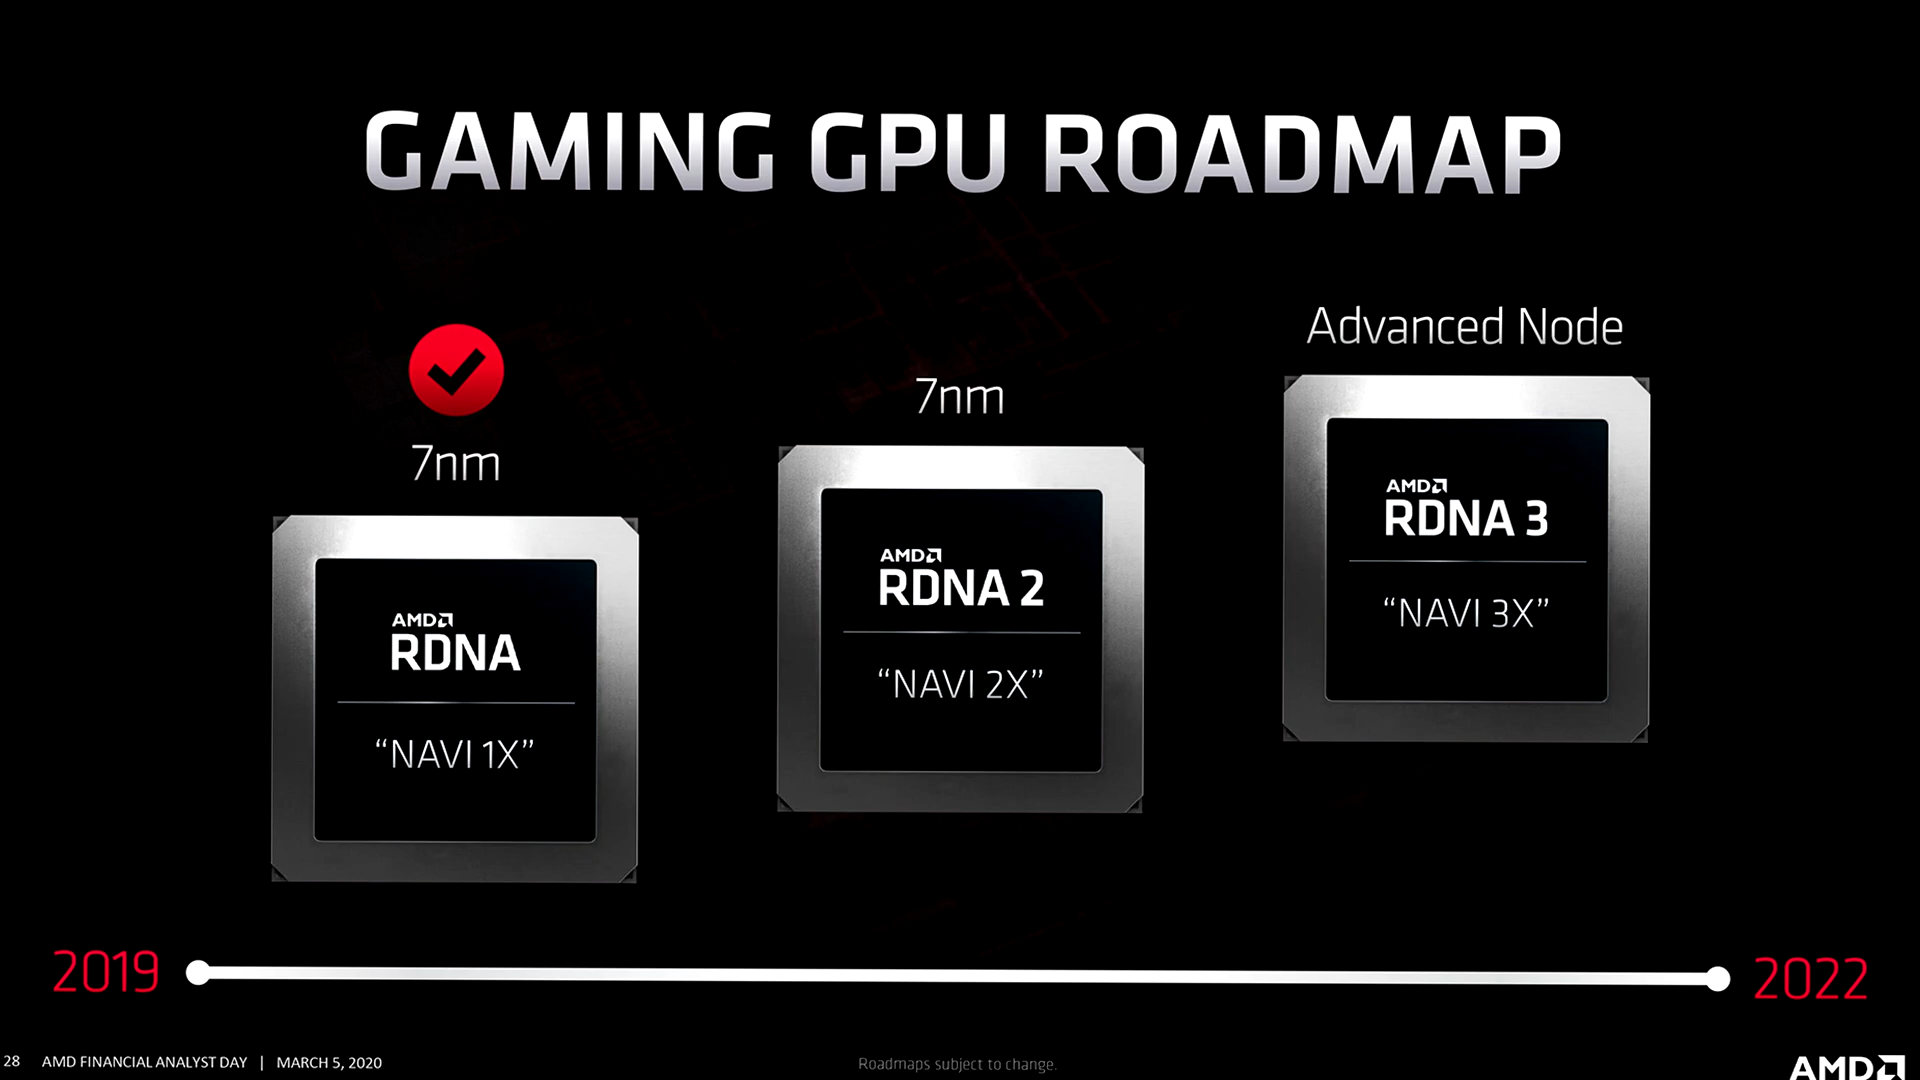 GAMING GPU ROADMAP
7nm
AMD
RDNA
“NAVI 1X”
7nm
AMD
RDNA 2
“NAVI 2X”
Advanced Node
AMD
RDNA 3
“NAVI 3X”
2019
2022
28 AMD FINANCIAL ANALYST DAY | MARCH 5, 2020
Roadmaps subject to change.
AMD